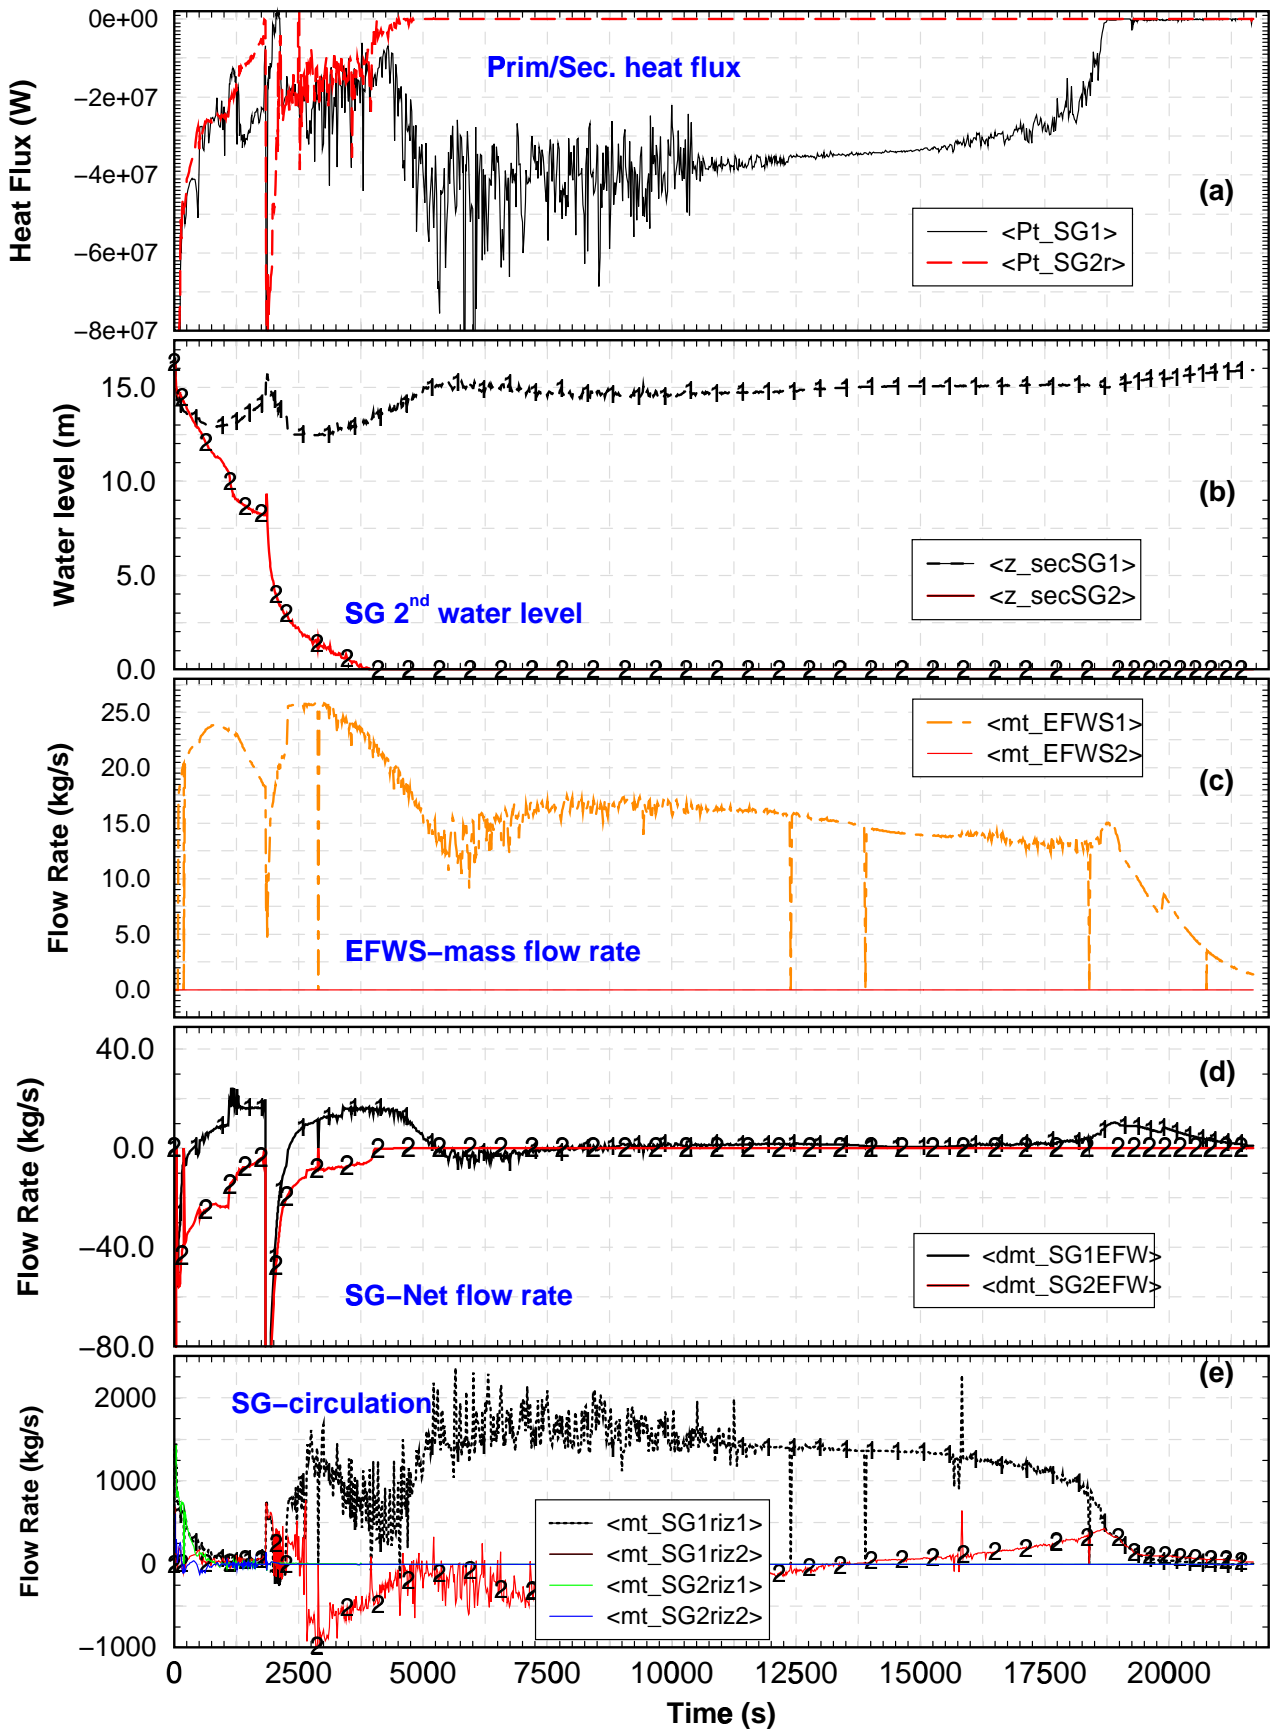 0e+00
−2e+07
−4e+07
−6e+07
−8e+07
Heat Flux (W)
Prim/Sec. heat flux
(a)
<Pt_SG1>
<Pt_SG2r>
15.0
10.0
5.0
0.0
Water level (m)
(b)
<z_secSG1>
<z_secSG2>
SG 2nd water level
25.0
20.0
15.0
10.0
5.0
0.0
Flow Rate (kg/s)
<mt_EFWS1>
<mt_EFWS2>
(c)
EFWS−mass flow rate
40.0
0.0
−40.0
−80.0
Flow Rate (kg/s)
(d)
<dmt_SG1EFW>
<dmt_SG2EFW>
SG−Net flow rate
2000
1000
0
−1000
Flow Rate (kg/s)
(e)
SG−circulation
<mt_SG1riz1>
<mt_SG1riz2>
<mt_SG2riz1>
<mt_SG2riz2>
0 2500 5000 7500 10000 12500 15000 17500 20000
Time (s)